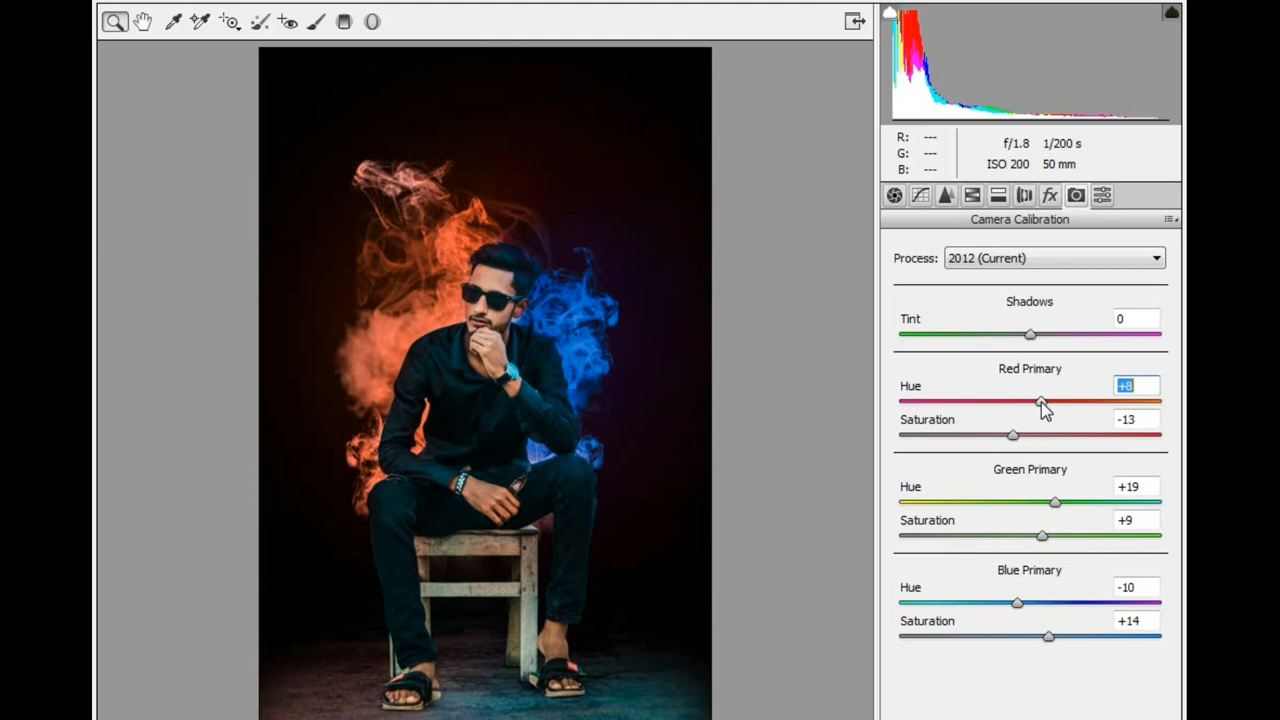 R: ---
G: ---
B: ---
f/1.8 1/200 s
ISO 200 50 mm
fx
Camera Calibration
Process: 2012 (Current)
Shadows
Tint 0
Red Primary
Hue +8
Saturation -13
Green Primary
Hue +19
Saturation +9
Blue Primary
Hue -10
Saturation +14